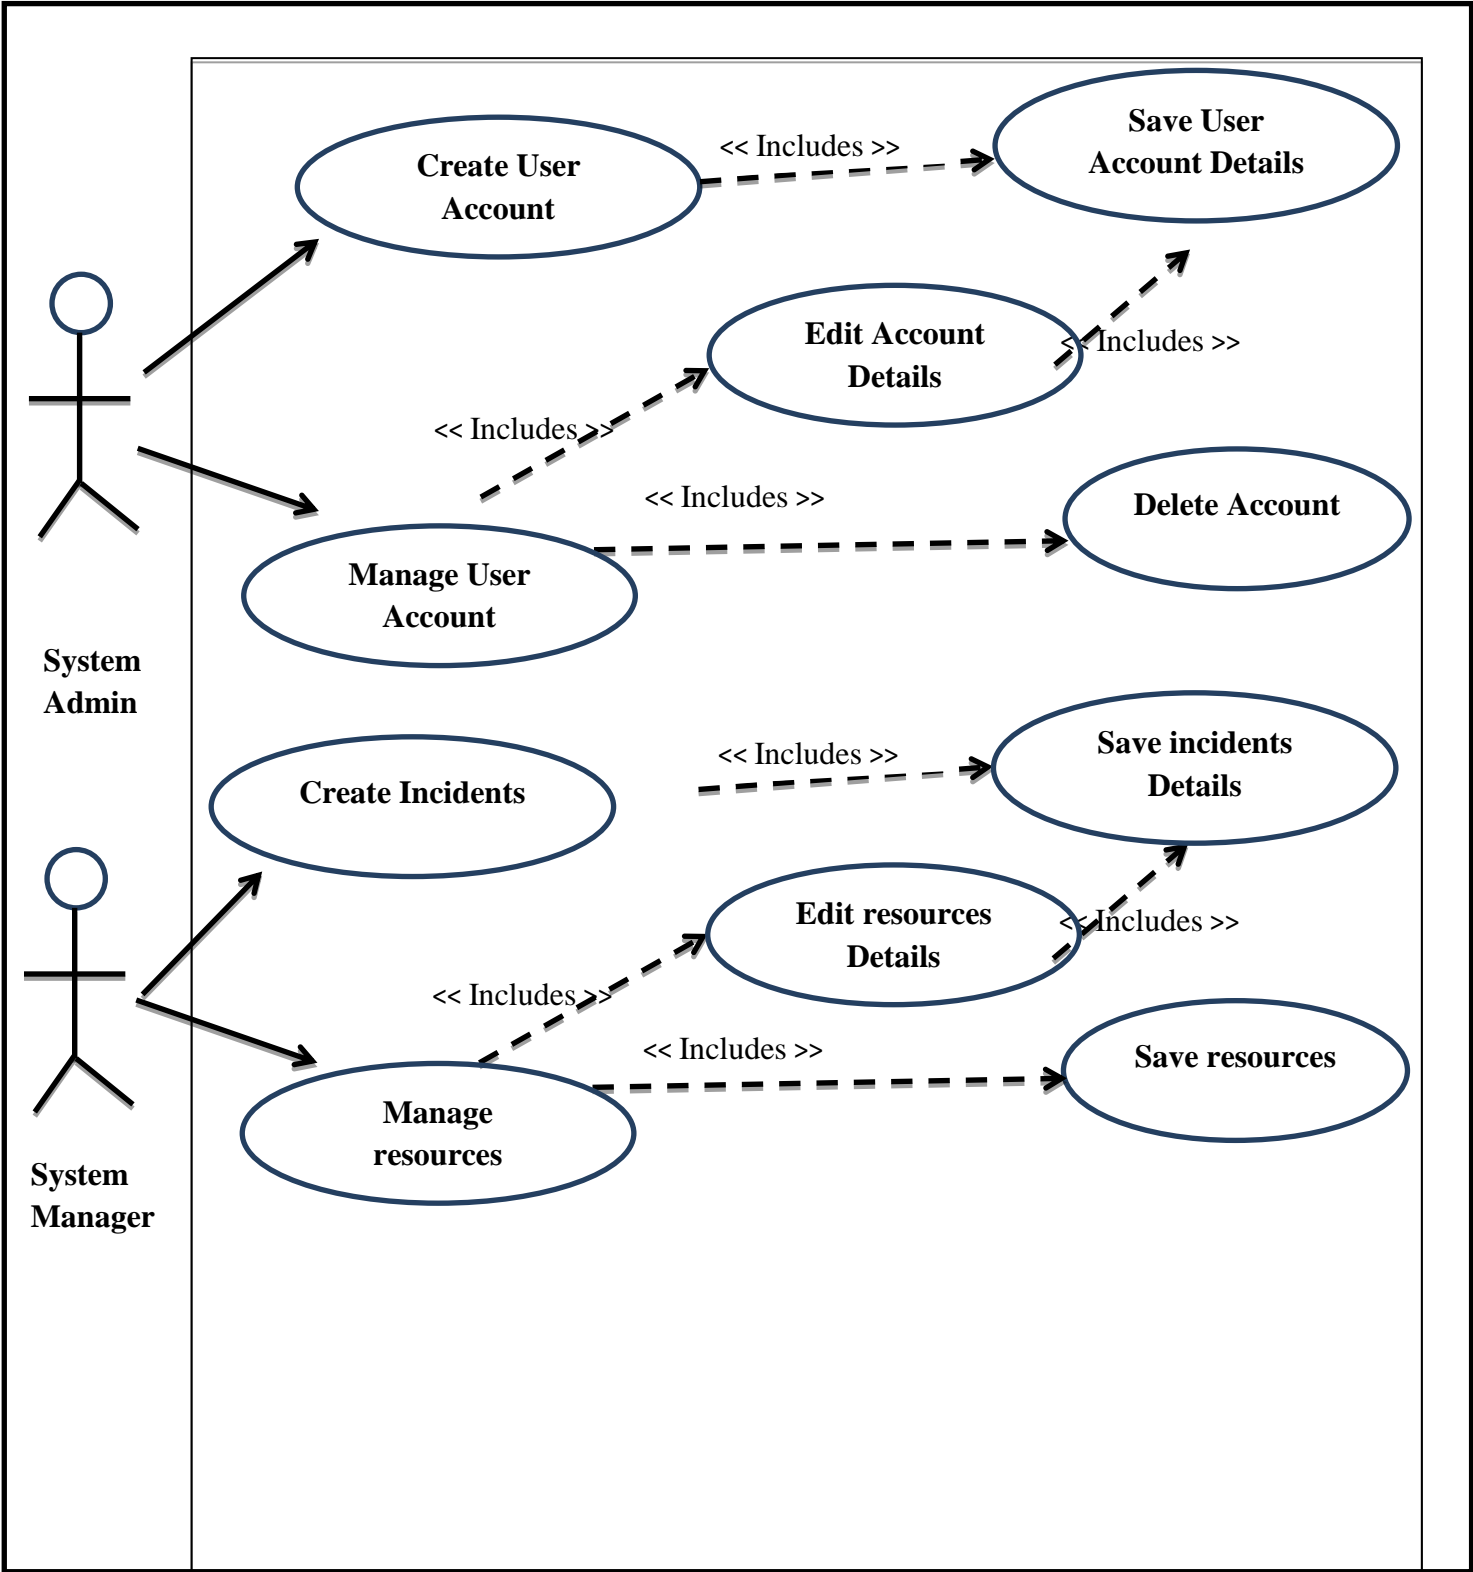 Save User
Account Details
<< Includes >>
Create User
Account
Edit Account
Details
<< Includes >>
<< Includes >>
<< Includes >>
Delete Account
Manage User
Account
System
Admin
Save incidents
Details
<< Includes >>
Create Incidents
Edit resources
Details
<< Includes >>
<< Includes >>
<< Includes >>
Save resources
Manage
resources
System
Manager